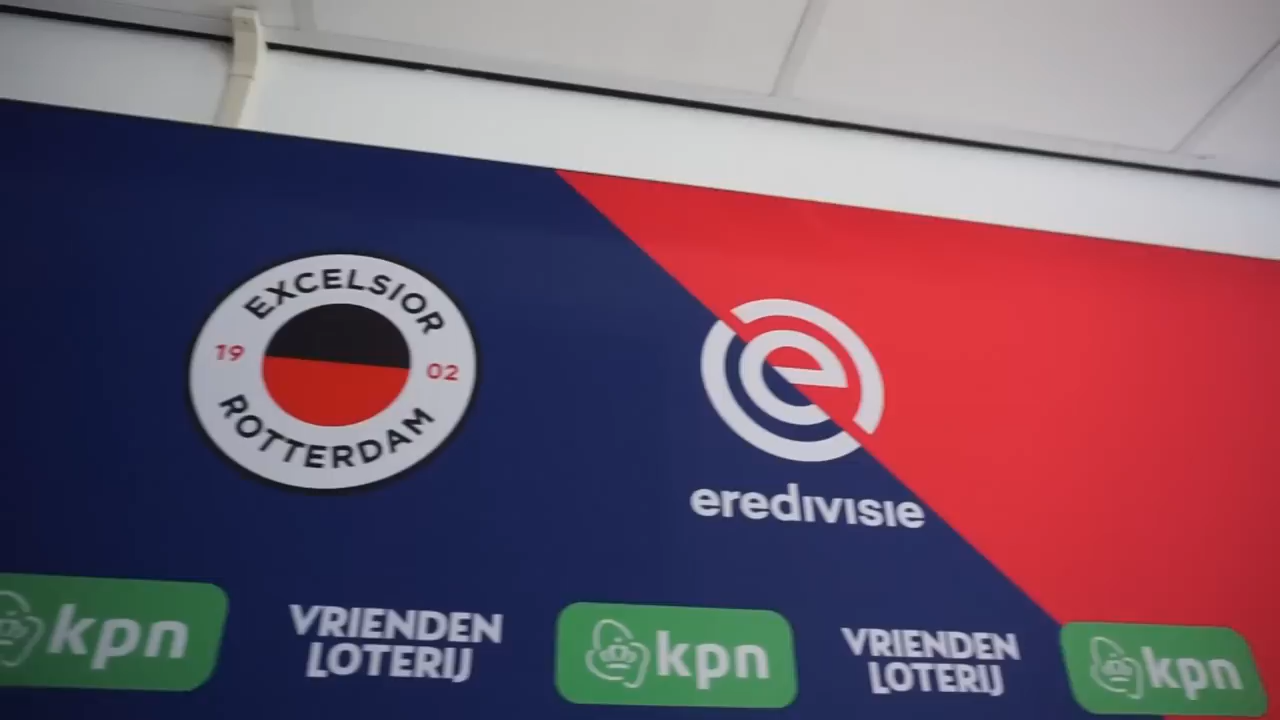 EXCELSIOR
19 02
ROTTERDAM
e
eredivisie
kpn
VRIENDEN
LOTERIJ
kpn
VRIENDEN
LOTERIJ
kpn